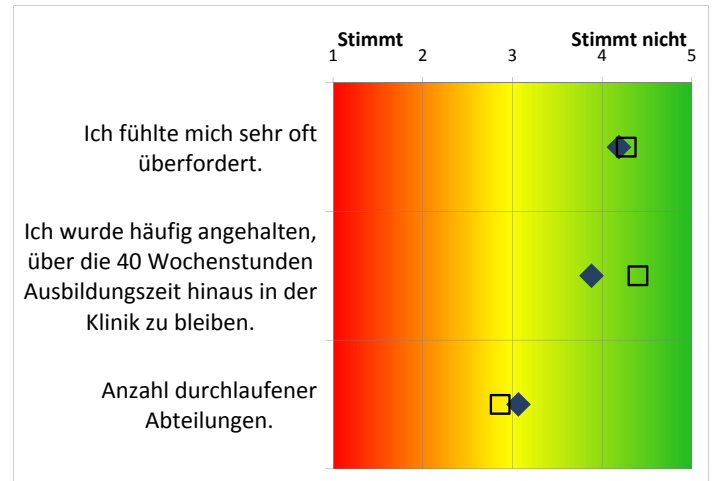 Stimmt Stimmt nicht
1 2 3 4 5
Ich fühlte mich sehr oft
überfordert.
Ich wurde häufig angehalten,
über die 40 Wochenstunden
Ausbildungszeit hinaus in der
Klinik zu bleiben.
Anzahl durchlaufener
Abteilungen.